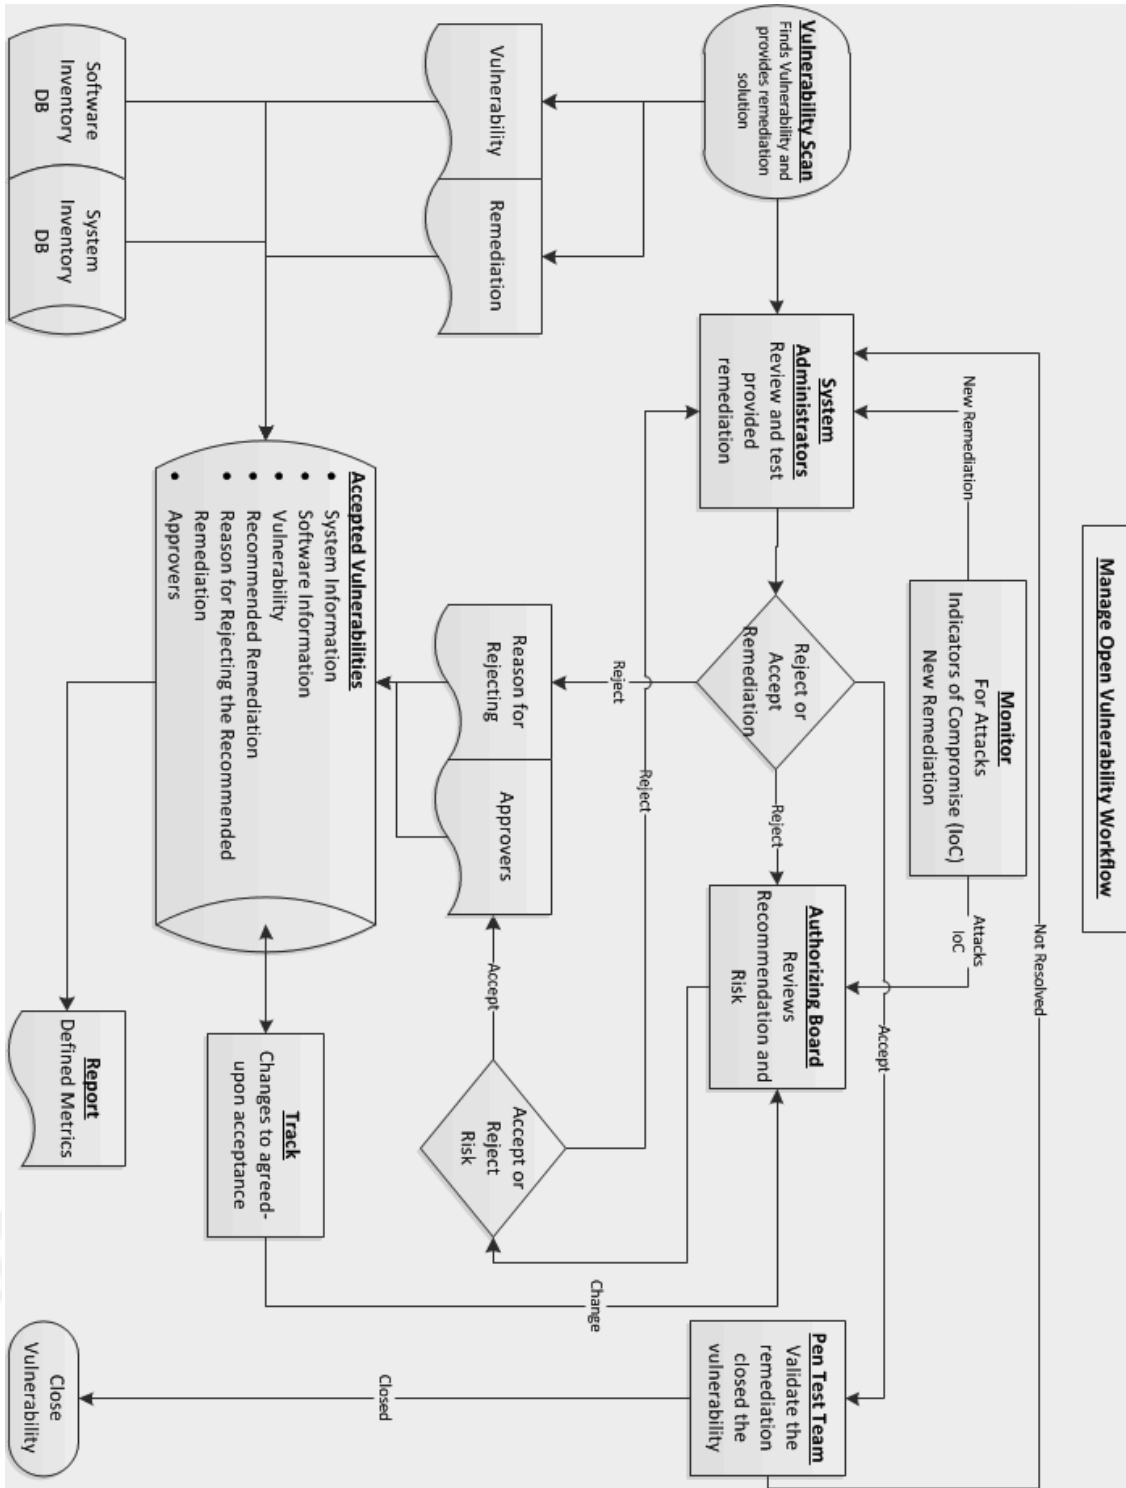 Manage Open Vulnerability Workflow
Monitor
For Attacks
Indicators of Compromise (IoC)
New Remediation
New Remediation
Attacks
IoC
Not Resolved
Vulnerability Scan
Finds Vulnerability and
provides remediation
solution
System
Administrators
Review and test
provided
remediation
Reject or
Accept
Remediation
Reject
Authorizing Board
Reviews
Recommendation and
Risk
Accept
Pen Test Team
Validate the
remediation
closed the
vulnerability
Reject
Reject
Change
Closed
Vulnerability
Remediation
Reason for
Rejecting
Approvers
Accept
Accept or
Reject
Risk
Accepted Vulnerabilities
• System Information
• Software Information
• Vulnerability
• Recommended Remediation
• Reason for Rejecting the Recommended
Remediation
• Approvers
Track
Changes to agreed-
upon acceptance
Software
Inventory
DB
System
Inventory
DB
Report
Defined Metrics
Close
Vulnerability